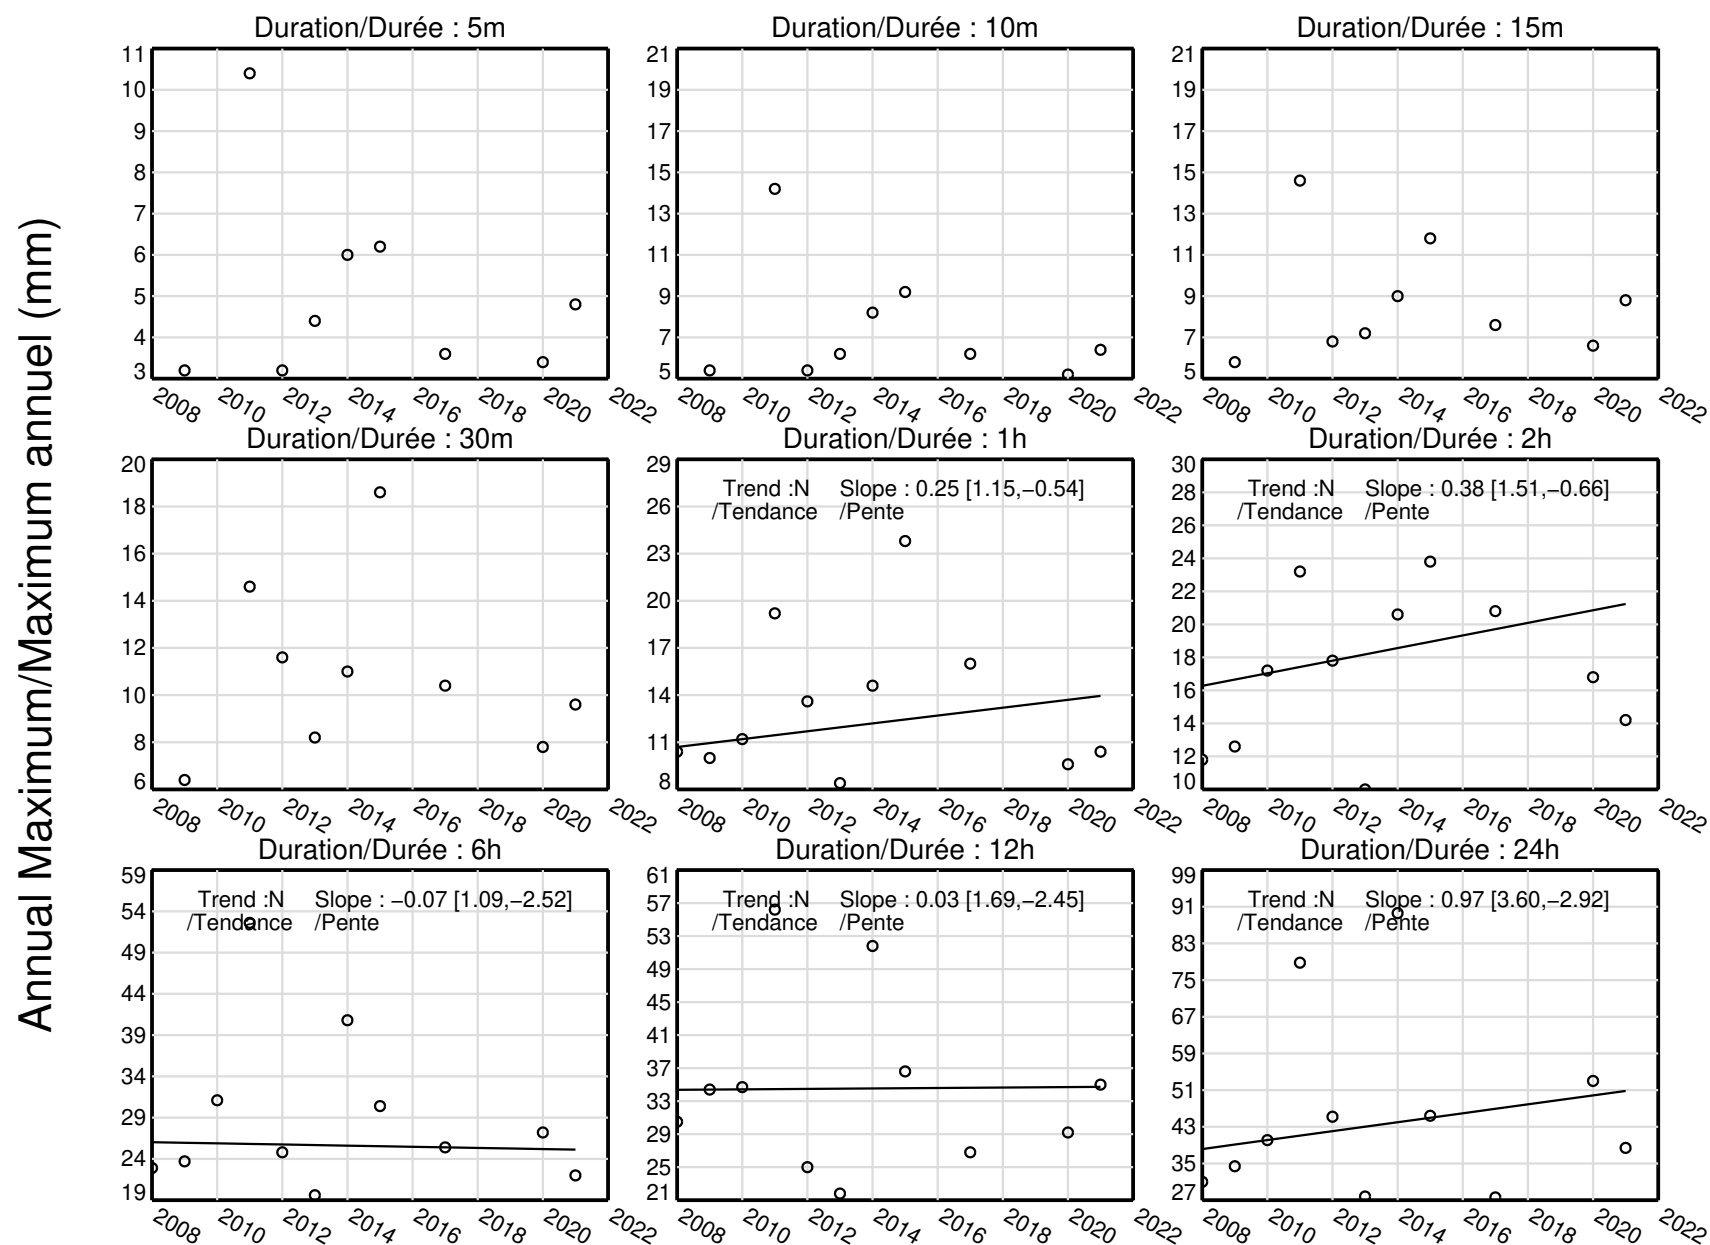 Annual Maximum/Maximum annuel (mm)
Duration/Durée : 5m
11
10
9
8
7
6
5
4
3
2008 2010 2012 2014 2016 2018 2020 2022
Duration/Durée : 10m
21
19
17
15
13
11
9
7
5
2008 2010 2012 2014 2016 2018 2020 2022
Duration/Durée : 15m
21
19
17
15
13
11
9
7
5
2008 2010 2012 2014 2016 2018 2020 2022
Duration/Durée : 30m
20
18
16
14
12
10
8
6
2008 2010 2012 2014 2016 2018 2020 2022
Duration/Durée : 1h
Trend :N Slope : 0.25 [1.15,−0.54]
/Tendance /Pente
29
26
23
20
17
14
11
8
2008 2010 2012 2014 2016 2018 2020 2022
Duration/Durée : 2h
Trend :N Slope : 0.38 [1.51,−0.66]
/Tendance /Pente
30
28
26
24
22
20
18
16
14
12
10
2008 2010 2012 2014 2016 2018 2020 2022
Duration/Durée : 6h
Trend :N Slope : −0.07 [1.09,−2.52]
/Tendance /Pente
59
54
49
44
39
34
29
24
19
2008 2010 2012 2014 2016 2018 2020 2022
Duration/Durée : 12h
Trend :N Slope : 0.03 [1.69,−2.45]
/Tendance /Pente
61
57
53
49
45
41
37
33
29
25
21
2008 2010 2012 2014 2016 2018 2020 2022
Duration/Durée : 24h
Trend :N Slope : 0.97 [3.60,−2.92]
/Tendance /Pente
99
91
83
75
67
59
51
43
35
27
2008 2010 2012 2014 2016 2018 2020 2022